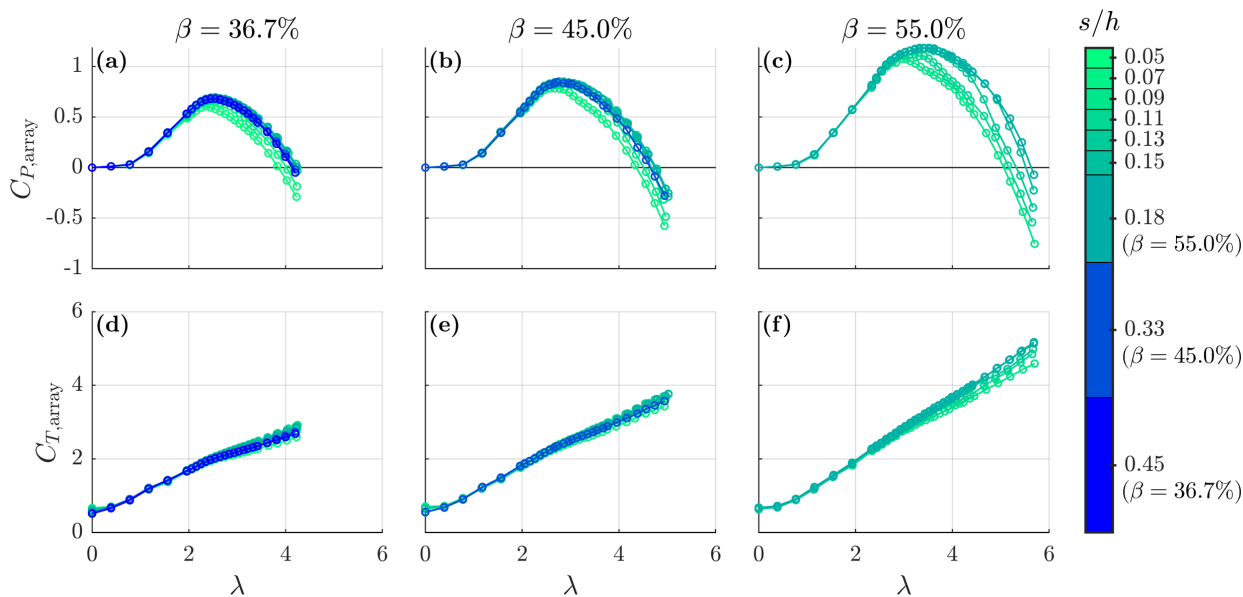 β = 36.7% β = 45.0% β = 55.0% s/h
(a) (b) (c)
1
0.5
0
-0.5
-1
C_{P,array}
0 2 4 6 0 2 4 6 0 2 4 6
(d) (e) (f)
6
4
2
0
C_{T,array}
λ λ λ
0.05
0.07
0.09
0.11
0.13
0.15
0.18
(β = 55.0%)
0.33
(β = 45.0%)
0.45
(β = 36.7%)